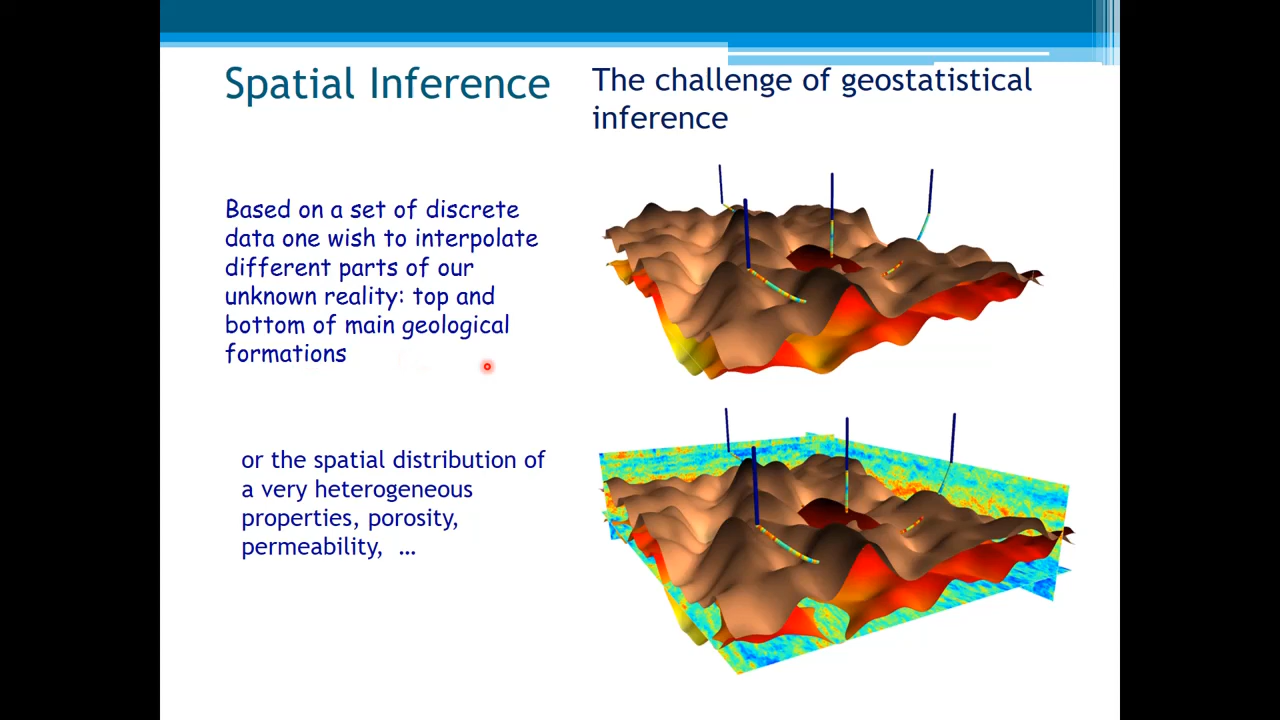 Spatial Inference
The challenge of geostatistical
inference
Based on a set of discrete
data one wish to interpolate
different parts of our
unknown reality: top and
bottom of main geological
formations
or the spatial distribution of
a very heterogeneous
properties, porosity,
permeability, …